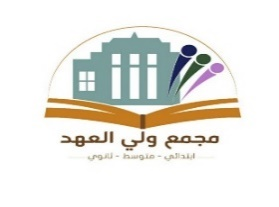 مجمع ولي العهد
ابتدائي - متوسط - ثانوي